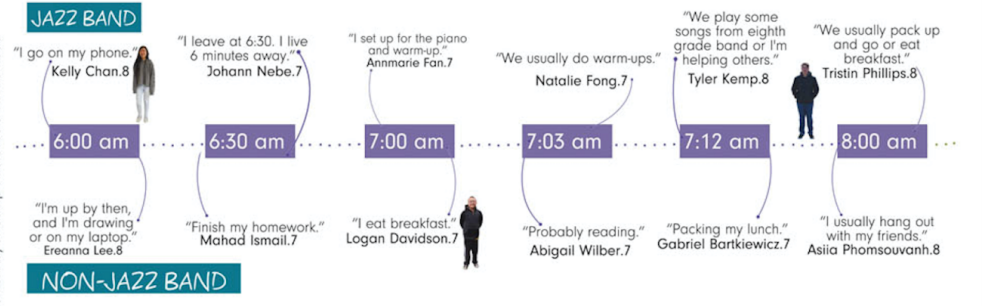 JAZZ BAND
"I go on my phone."
Kelly Chan.8
"I leave at 6:30. I live
6 minutes away."
Johann Nebe.7
"I set up for the piano
and warm-up."
Annmarie Fan.7
"We usually do warm-ups."
Natalie Fong.7
"We play some
songs from eighth
grade band or I'm
helping others."
Tyler Kemp.8
"We usually pack up
and go or eat
breakfast."
Tristin Phillips.8
6:00 am
6:30 am
7:00 am
7:03 am
7:12 am
8:00 am
"I'm up by then,
and I'm drawing
or on my laptop."
Ereanna Lee.8
"Finish my homework."
Mahad Ismail.7
"I eat breakfast."
Logan Davidson.7
"Probably reading."
Abigail Wilber.7
"Packing my lunch."
Gabriel Bartkiewicz.7
"I usually hang out
with my friends."
Asiia Phomsouvanh.8
NON-JAZZ BAND